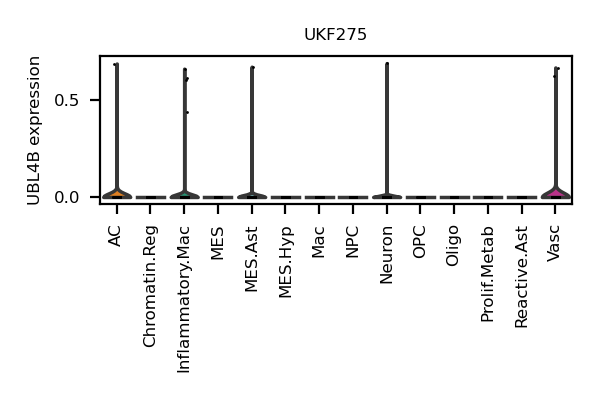 UKF275
UBL4B expression
0.5
0.0
AC
Chromatin.Reg
Inflammatory.Mac
MES
MES.Ast
MES.Hyp
Mac
NPC
Neuron
OPC
Oligo
Prolif.Metab
Reactive.Ast
Vasc